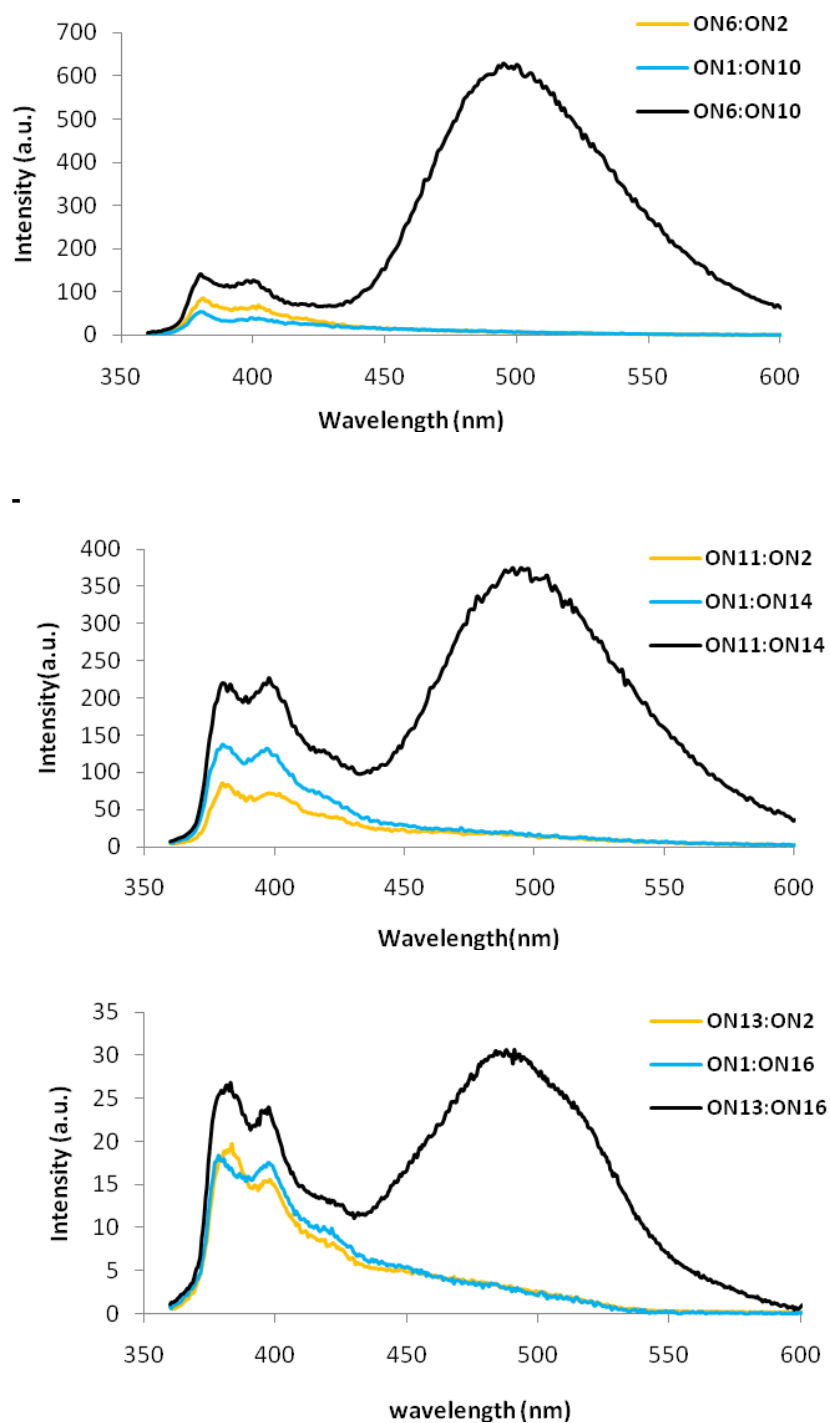 700
600
500
400
300
200
100
0
Intensity (a.u.)
350 400 450 500 550 600
Wavelength (nm)
ON6:ON2
ON1:ON10
ON6:ON10
-
400
350
300
250
200
150
100
50
0
Intensity(a.u.)
350 400 450 500 550 600
Wavelength(nm)
ON11:ON2
ON1:ON14
ON11:ON14
35
30
25
20
15
10
5
0
Intensity (a.u.)
350 400 450 500 550 600
wavelength (nm)
ON13:ON2
ON1:ON16
ON13:ON16